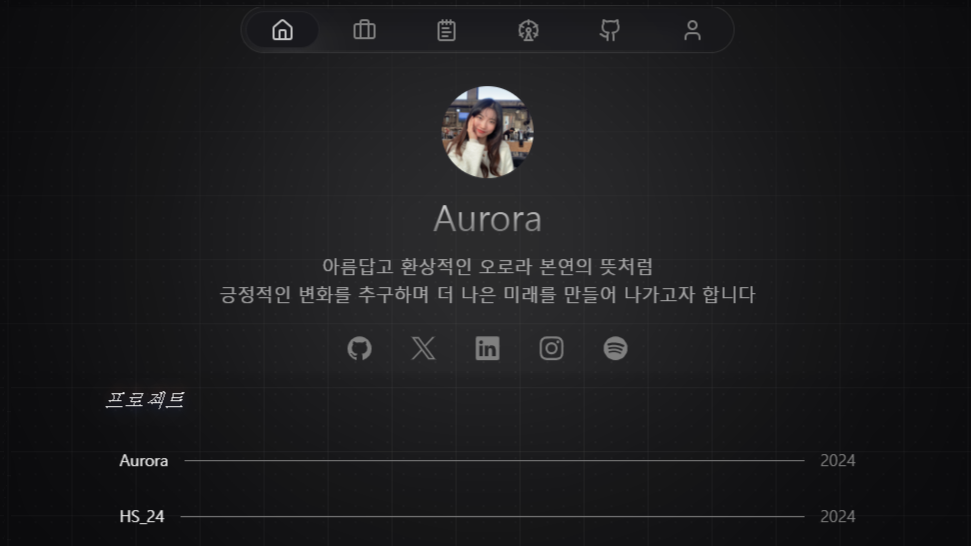 Aurora
아름답고 환상적인 오로라 본연의 뜻처럼
긍정적인 변화를 추구하며 더 나은 미래를 만들어 나가고자 합니다
프로젝트
Aurora 2024
HS_24 2024